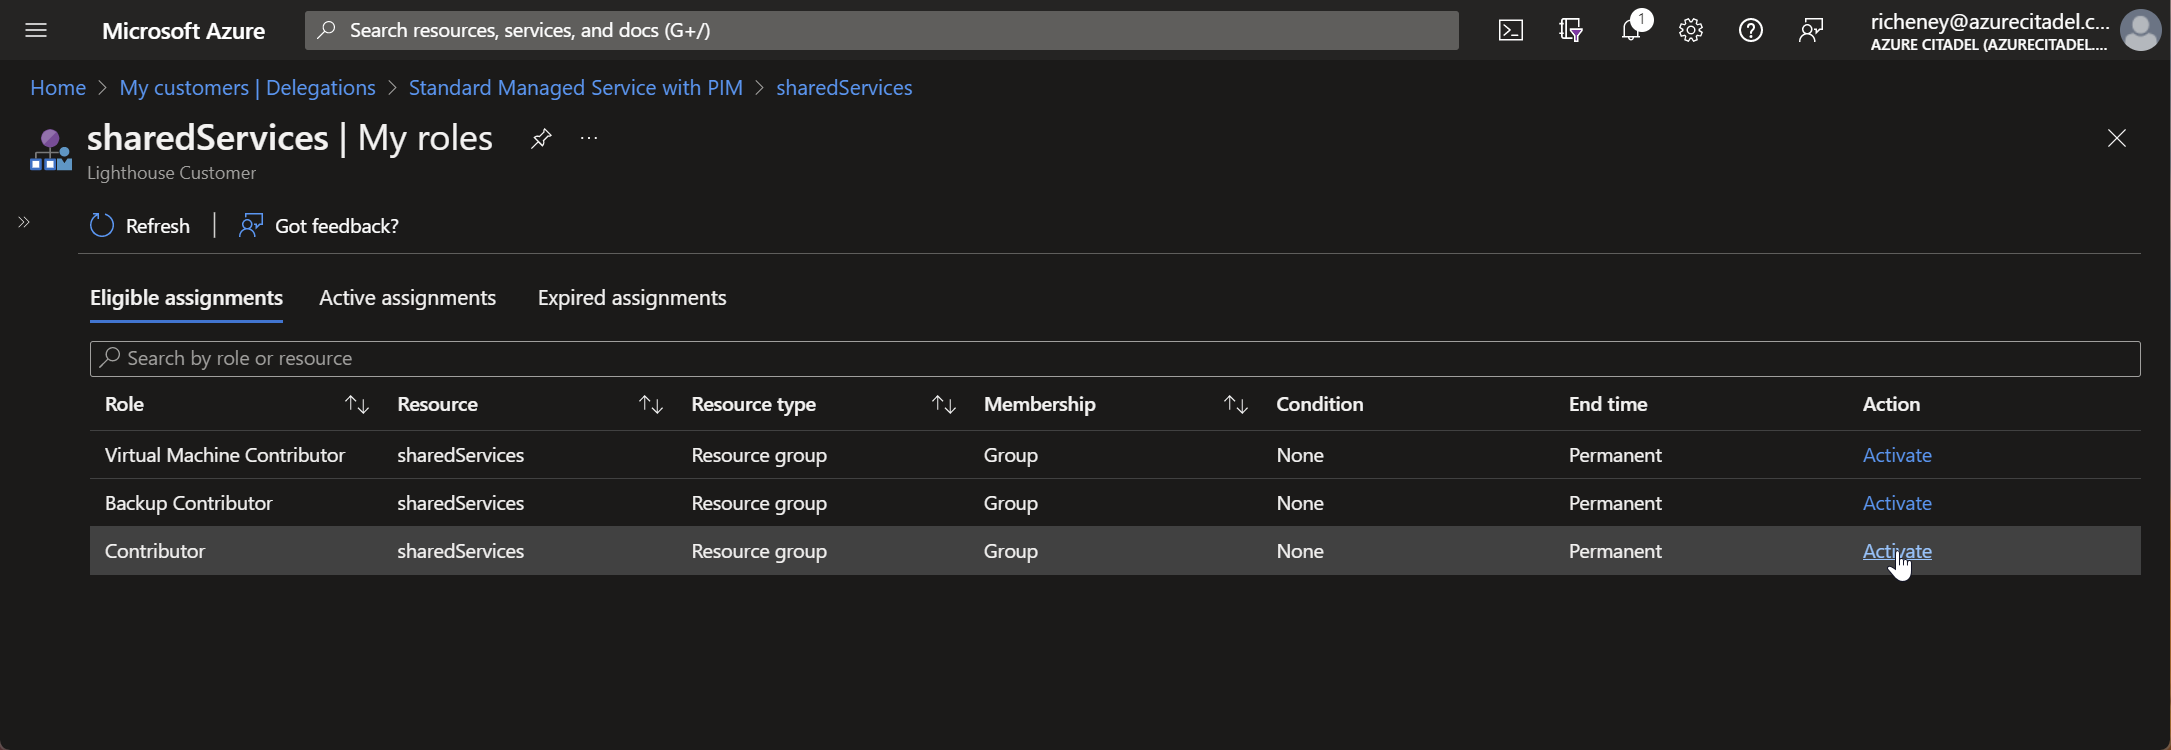 Microsoft Azure
Search resources, services, and docs (G+/)
1
richeney@azurecitadel.c...
AZURE CITADEL (AZURECITADEL....
Home > My customers | Delegations > Standard Managed Service with PIM > sharedServices
sharedServices | My roles ...
Lighthouse Customer
Refresh | Got feedback?
Eligible assignments Active assignments Expired assignments
Search by role or resource
Role Resource Resource type Membership Condition End time Action
Virtual Machine Contributor sharedServices Resource group Group None Permanent Activate
Backup Contributor sharedServices Resource group Group None Permanent Activate
Contributor sharedServices Resource group Group None Permanent Activate